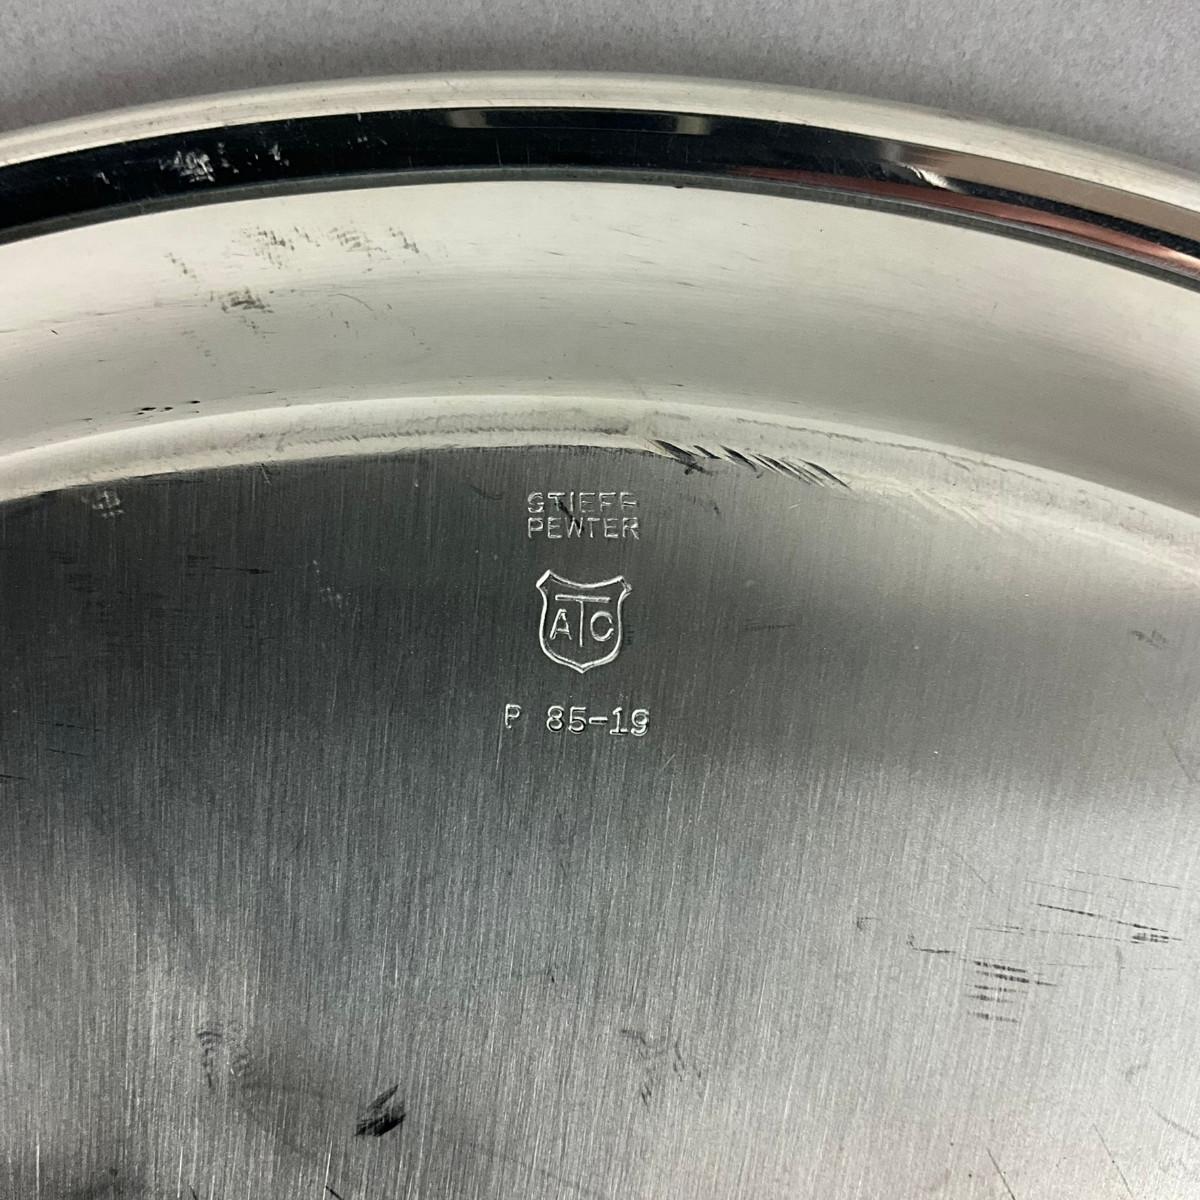 STIEFF
PEWTER
ATC
P 85-19